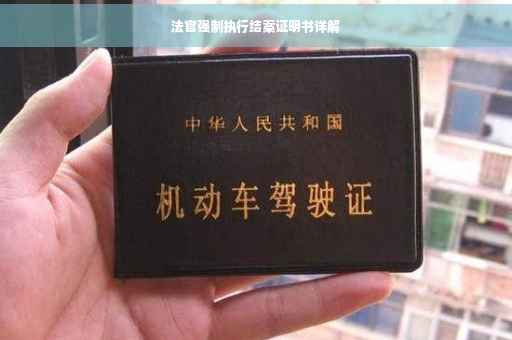 法官强制执行结案证明书详解
中华人民共和国
机动车驾驶证